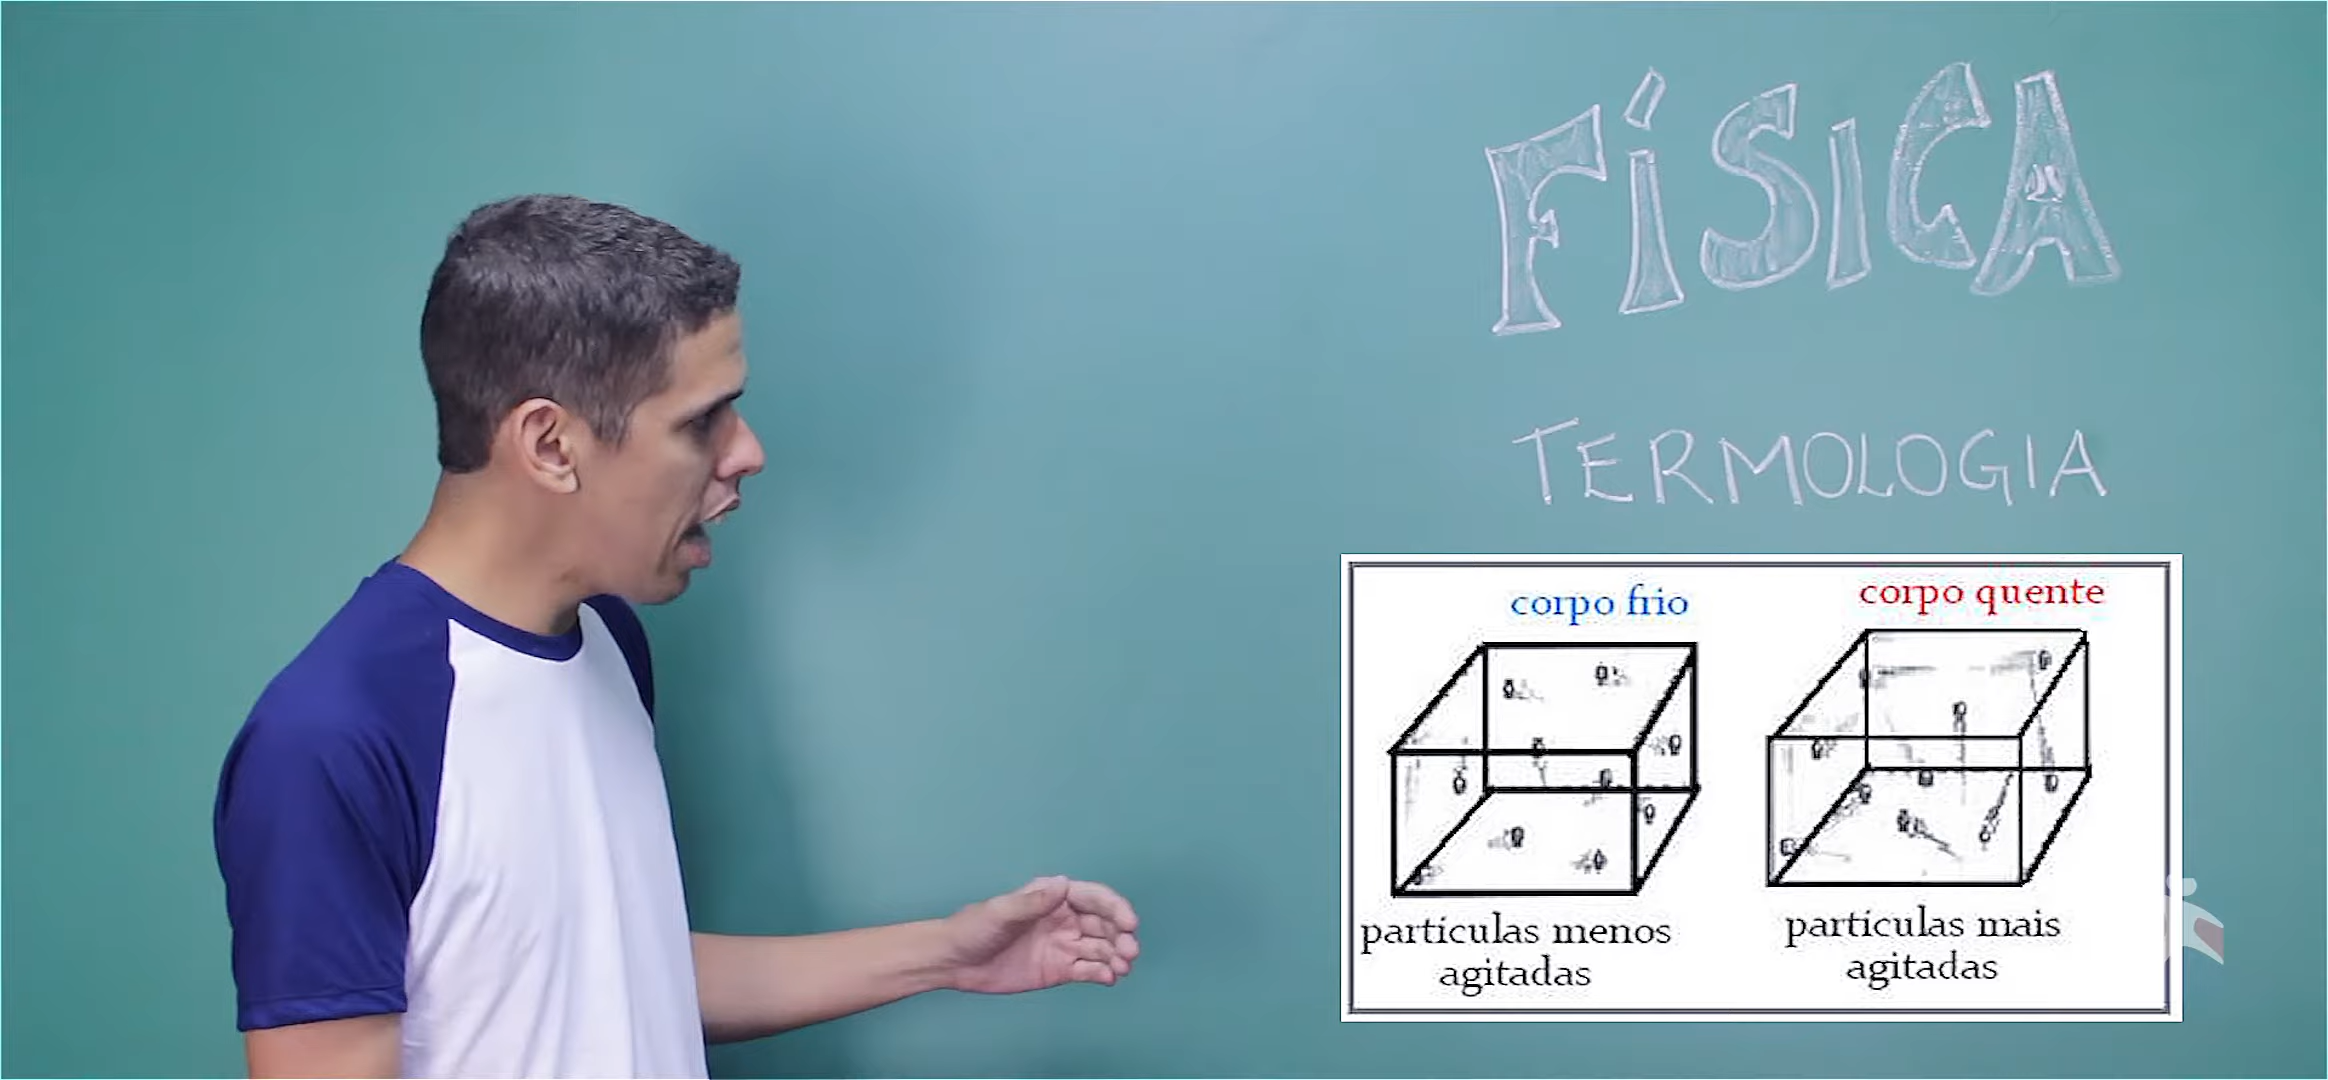 FÍSICA
TERMOLOGIA
corpo frio
corpo quente
partículas menos
agitadas
partículas mais
agitadas